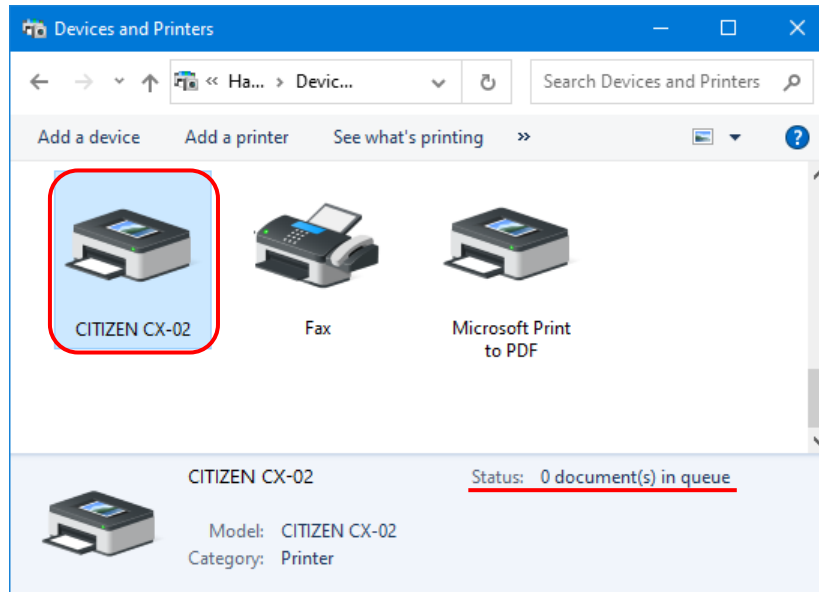 Devices and Printers
« Ha... › Devic...
Search Devices and Printers
Add a device Add a printer See what's printing »
CITIZEN CX-02 Fax Microsoft Print
to PDF
CITIZEN CX-02 Status: 0 document(s) in queue
Model: CITIZEN CX-02
Category: Printer